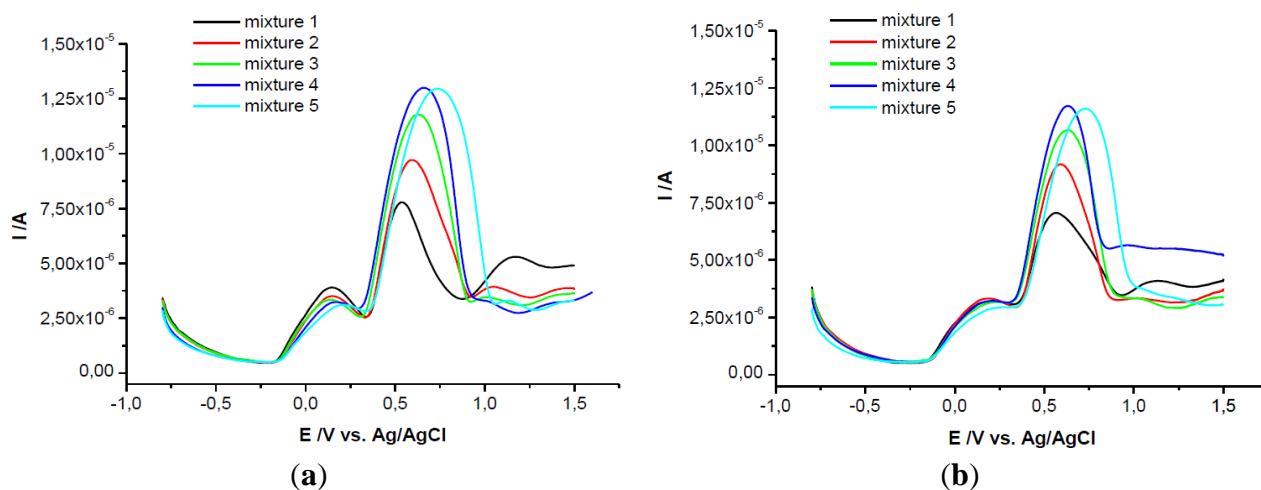 mixture 1
mixture 2
mixture 3
mixture 4
mixture 5
1,50x10⁻⁵
1,25x10⁻⁵
1,00x10⁻⁵
7,50x10⁻⁶
5,00x10⁻⁶
2,50x10⁻⁶
0,00
I /A
-1,0 -0,5 0,0 0,5 1,0 1,5
E /V vs. Ag/AgCl
(a)
mixture 1
mixture 2
mixture 3
mixture 4
mixture 5
1,50x10⁻⁵
1,25x10⁻⁵
1,00x10⁻⁵
7,50x10⁻⁶
5,00x10⁻⁶
2,50x10⁻⁶
0,00
I /A
-1,0 -0,5 0,0 0,5 1,0 1,5
E /V vs. Ag/AgCl
(b)